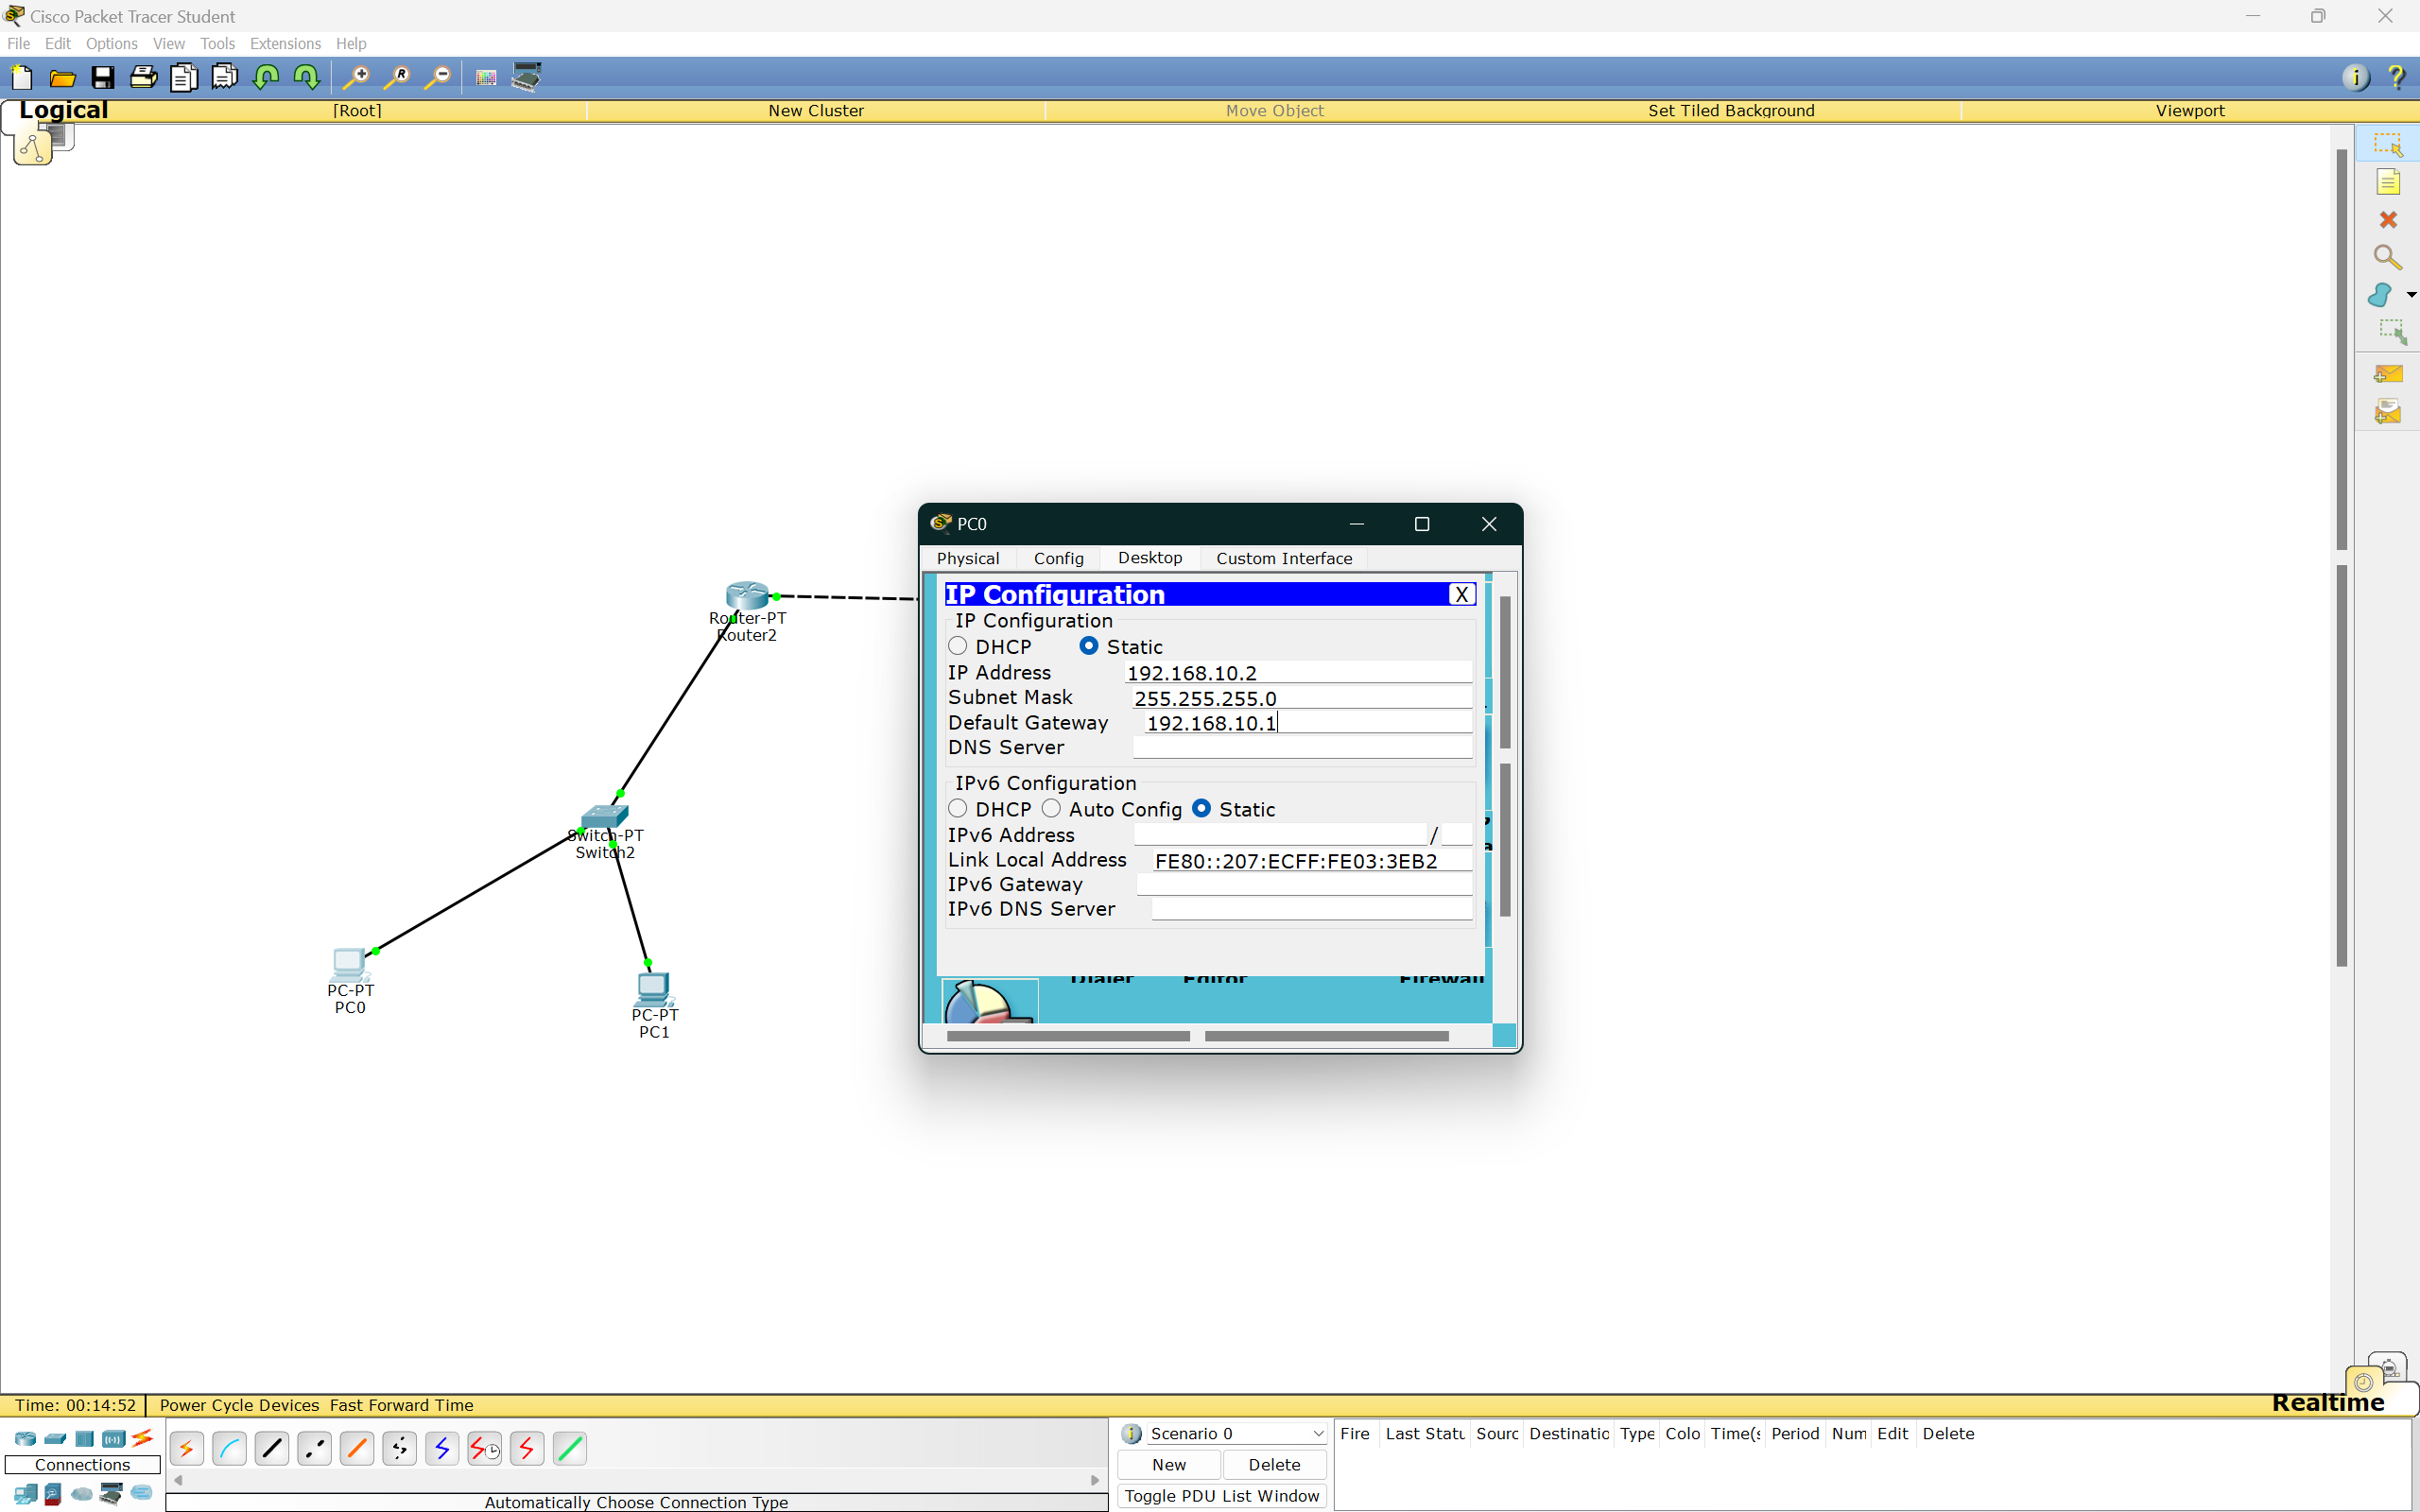 Cisco Packet Tracer Student
File Edit Options View Tools Extensions Help
Logical [Root] New Cluster Move Object Set Tiled Background Viewport
PC0
Physical Config Desktop Custom Interface
IP Configuration X
IP Configuration
DHCP Static
IP Address 192.168.10.2
Subnet Mask 255.255.255.0
Default Gateway 192.168.10.1
DNS Server
IPv6 Configuration
DHCP Auto Config Static
IPv6 Address /
Link Local Address FE80::207:ECFF:FE03:3EB2
IPv6 Gateway
IPv6 DNS Server
Dialer Editor Firewall
Router-PT
Router2
Switch-PT
Switch2
PC-PT
PC0
PC-PT
PC1
Time: 00:14:52 Power Cycle Devices Fast Forward Time Realtime
Connections
Automatically Choose Connection Type
Scenario 0
New Delete
Toggle PDU List Window
Fire Last Statu Sourc Destinatio Type Colo Time(s Period Num Edit Delete